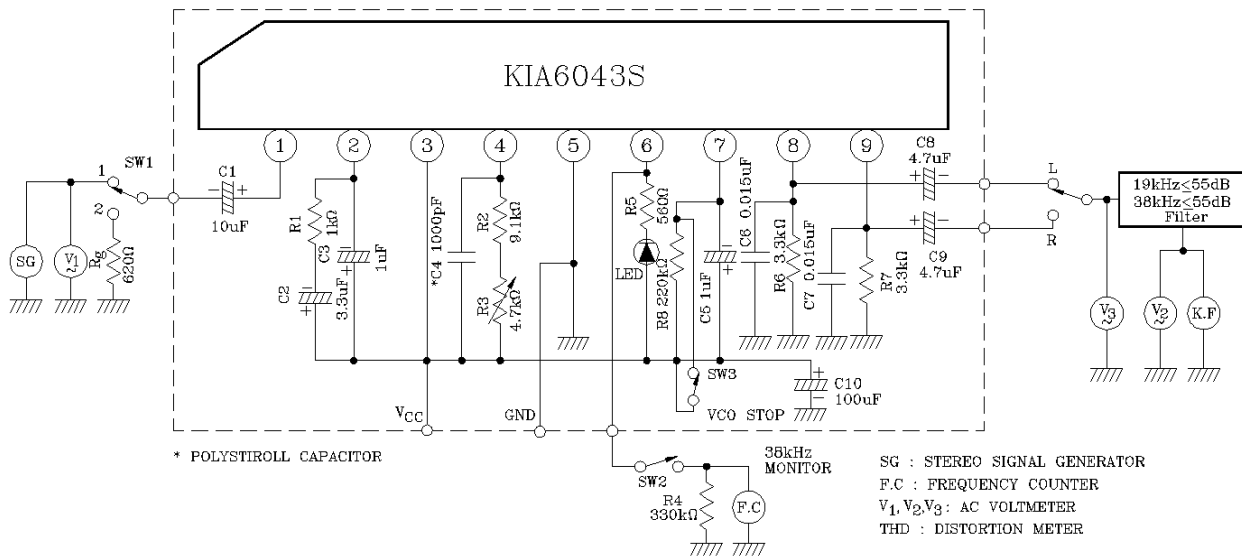 KIA6043S
1 2 3 4 5 6 7 8 9
SW1
1
2
SG
V1
Rg
620Ω
C1
10uF
R1
1kΩ
C2
3.3uF
C3
1uF
*C4 1000pF
R2
9.1kΩ
R3
4.7kΩ
R5
560Ω
LED
R8 220kΩ
C5 1uF
C6 0.015uF
R6 3.3kΩ
C7 0.015uF
R7
3.3kΩ
C8
4.7uF
C9
4.7uF
L
R
19kHz≤55dB
38kHz≤55dB
Filter
V3
V2
K.F
SW3
VCO STOP
C10
100uF
VCC
GND
* POLYSTIROLL CAPACITOR
38kHz
MONITOR
SW2
R4
330kΩ
F.C
SG : STEREO SIGNAL GENERATOR
F.C : FREQUENCY COUNTER
V1, V2,V3: AC VOLTMETER
THD : DISTORTION METER